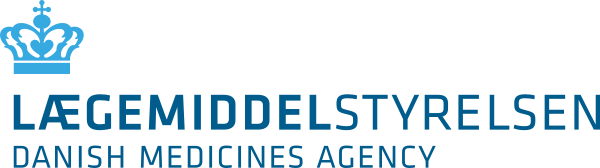 LÆGEMIDDELSTYRELSEN
DANISH MEDICINES AGENCY